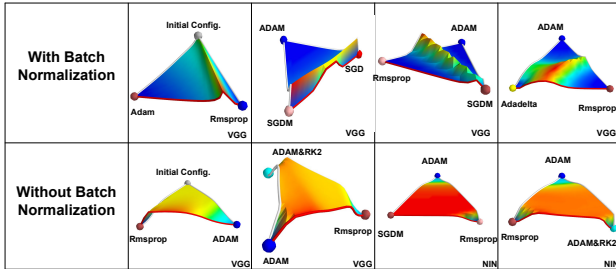 With Batch
Normalization
Initial Config.
Adam
Rmsprop
VGG
ADAM
SGD
SGDM
VGG
ADAM
Rmsprop
SGDM
VGG
ADAM
Adadelta
Rmsprop
VGG
Without Batch
Normalization
Initial Config.
Rmsprop
ADAM
VGG
ADAM&RK2
Rmsprop
ADAM
VGG
ADAM
SGDM
Rmsprop
NIN
ADAM
Rmsprop
ADAM&RK2
NIN